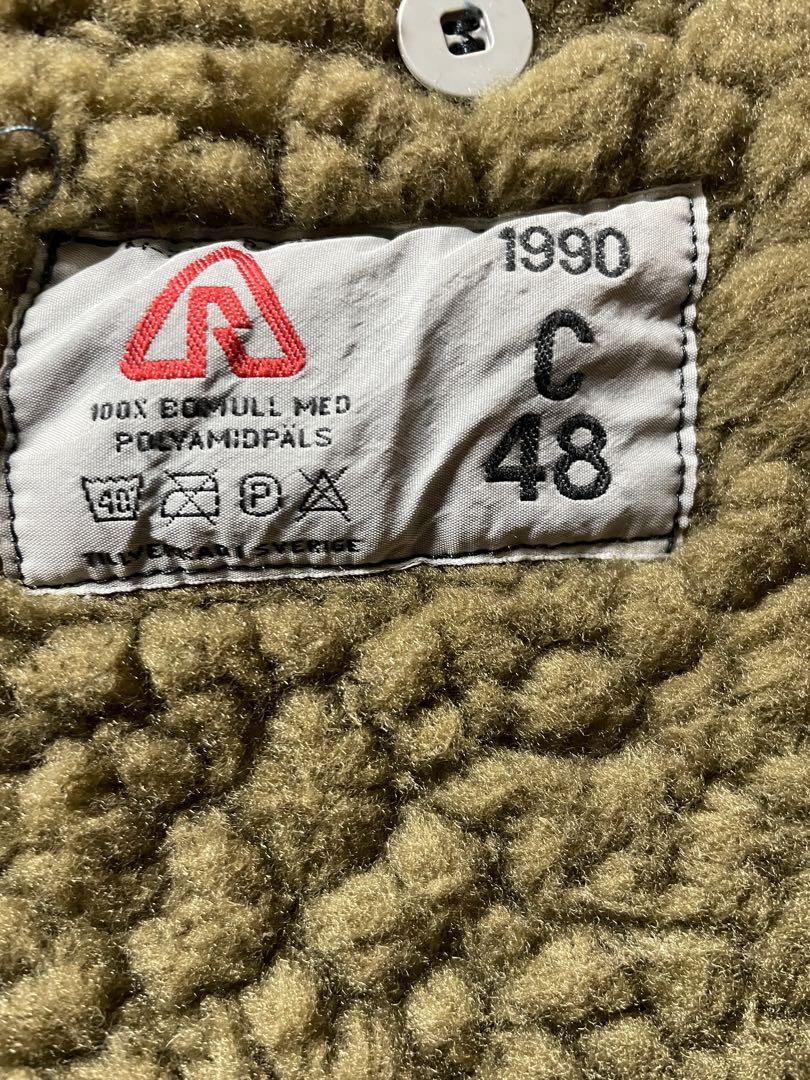 1990
C
48
100% BOMULL MED
POLYAMIDPÄLS
40 P
TILLVERKAD I SVERIGE